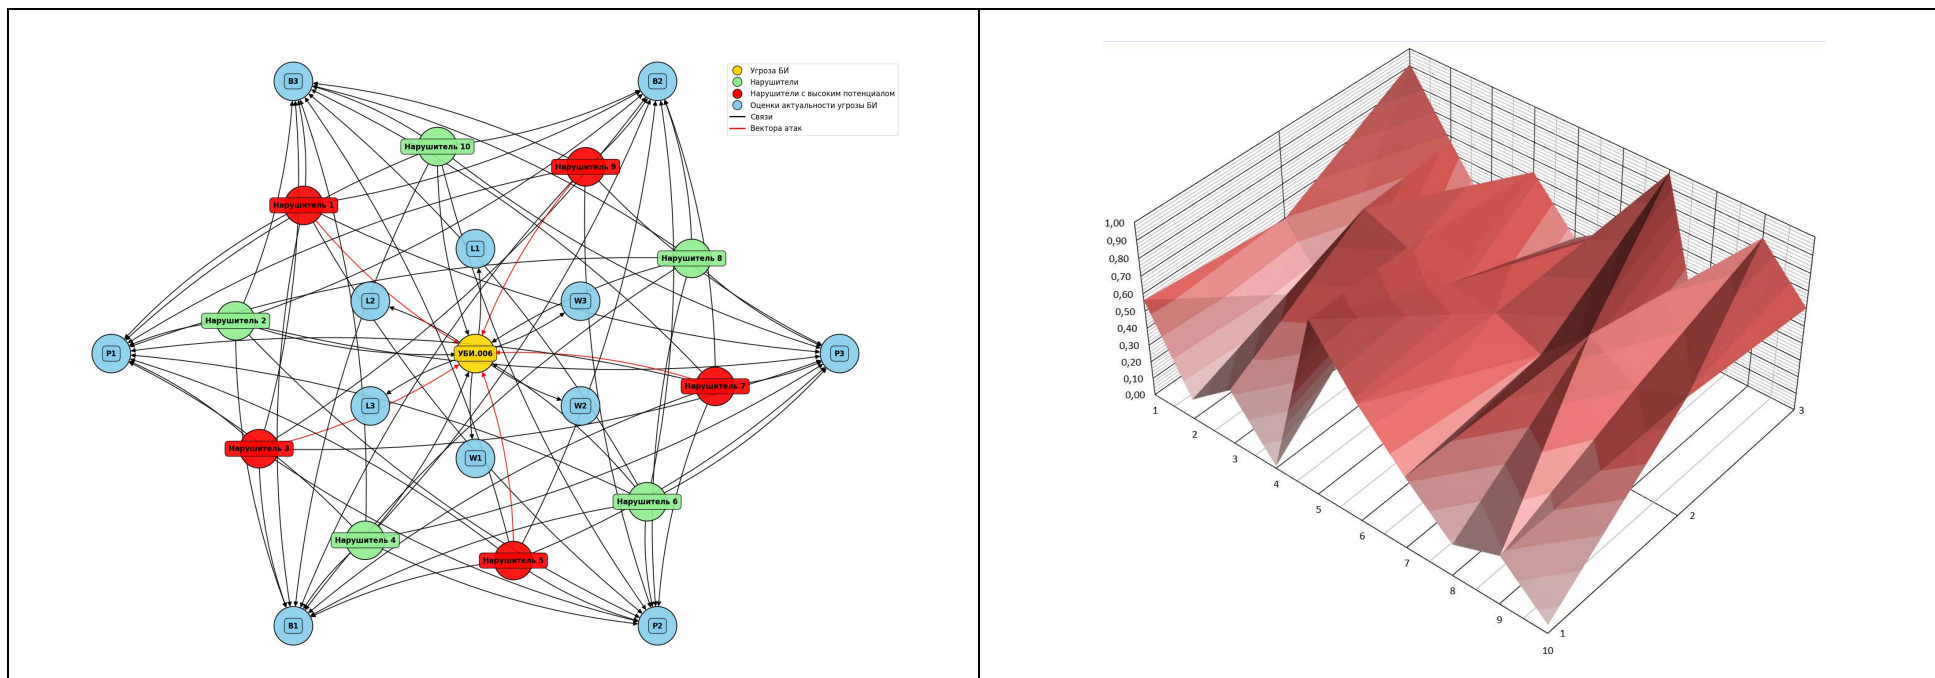 B3
B2
Угроза БИ
Нарушители
Нарушители с высоким потенциалом
Оценки актуальности угрозы БИ
Связи
Вектора атак
Нарушитель 10
Нарушитель 9
Нарушитель 1
L1
Нарушитель 8
L2
W3
Нарушитель 2
P1
УБИ.006
P3
Нарушитель 7
L3
W2
Нарушитель 3
W1
Нарушитель 6
Нарушитель 4
Нарушитель 5
B1
P2
1,00
0,90
0,80
0,70
0,60
0,50
0,40
0,30
0,20
0,10
0,00
1
2
3
4
5
6
7
8
9
10
1
2
3